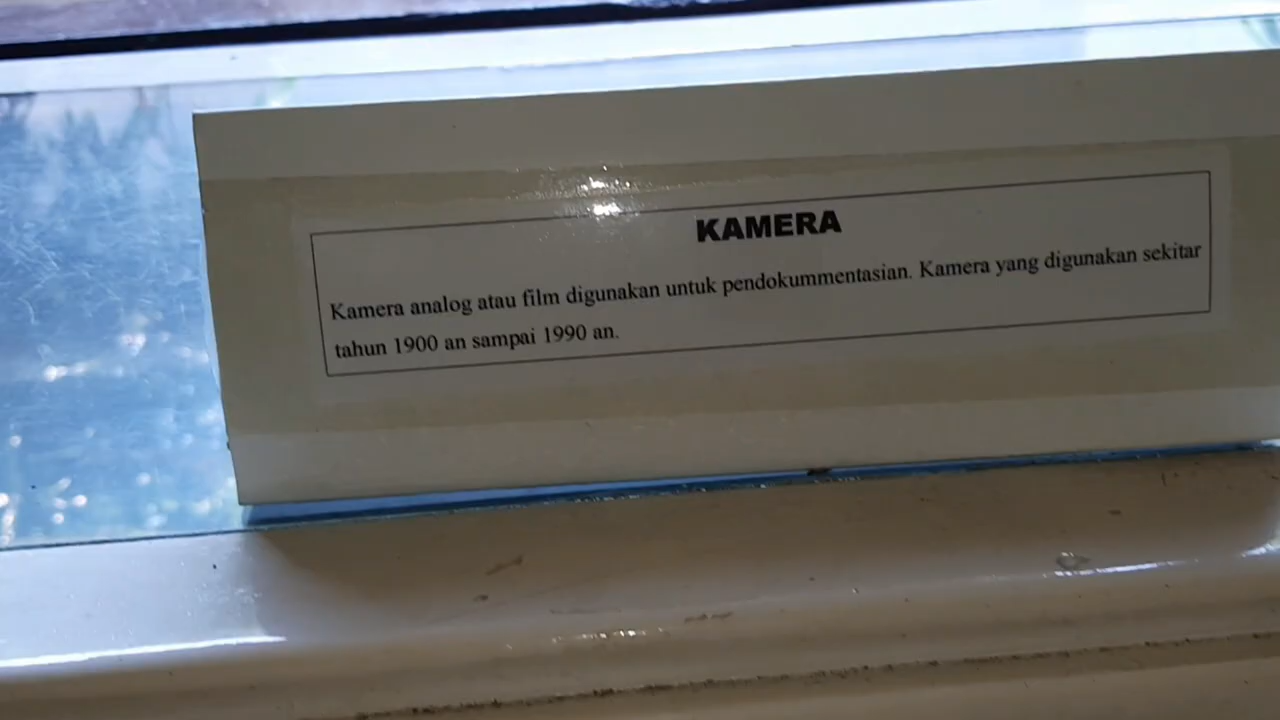 KAMERA
Kamera analog atau film digunakan untuk pendokummentasian. Kamera yang digunakan sekitar
tahun 1900 an sampai 1990 an.